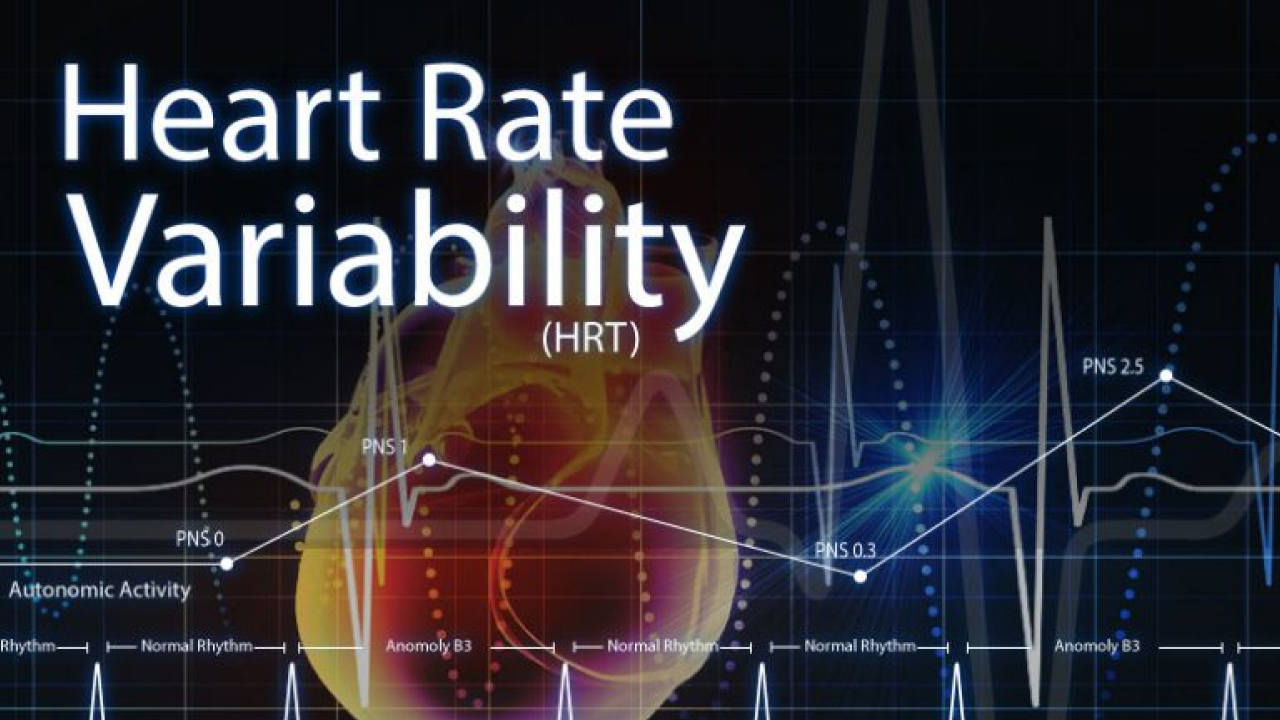 Heart Rate
Variability
(HRT)
PNS 2.5
PNS 1
PNS 0
PNS 0.3
Autonomic Activity
Rhythm
Normal Rhythm
Anomoly B3
Normal Rhythm
Normal Rhythm
Anomoly B3